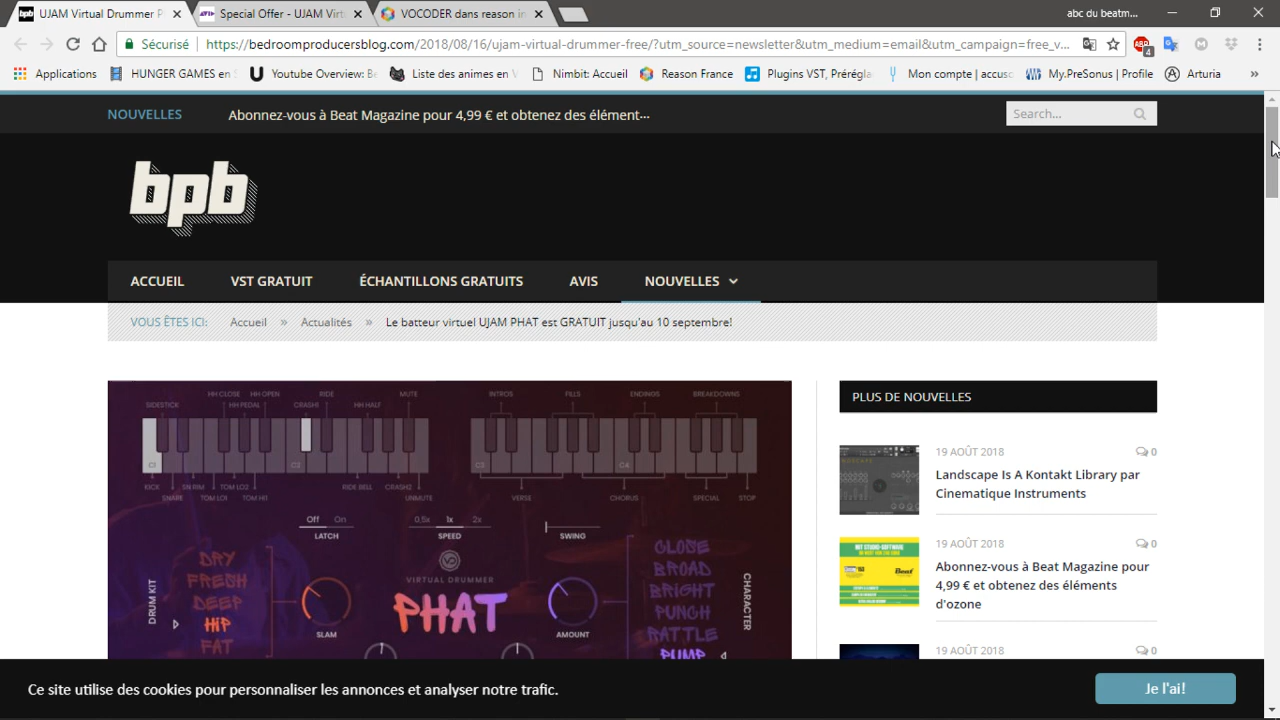 UJAM Virtual Drummer P
Special Offer - UJAM Virtu
VOCODER dans reason in
abc du beatm...
Sécurisé
https://bedroomproducersblog.com/2018/08/16/ujam-virtual-drummer-free/?utm_source=newsletter&utm_medium=email&utm_campaign=free_v...
ABP
4
Applications
HUNGER GAMES en S
Youtube Overview: Be
Liste des animes en V
Nimbit: Accueil
Reason France
Plugins VST, Préréglag
Mon compte | accusc
My.PreSonus | Profile
Arturia
»
NOUVELLES
Abonnez-vous à Beat Magazine pour 4,99 € et obtenez des élément...
Search...
bpb
ACCUEIL
VST GRATUIT
ÉCHANTILLONS GRATUITS
AVIS
NOUVELLES
VOUS ÊTES ICI: Accueil » Actualités » Le batteur virtuel UJAM PHAT est GRATUIT jusqu'au 10 septembre!
HH CLOSE HH OPEN RIDE MUTE
SIDESTICK HH PEDAL CRASH1 HH HALF
INTROS FILLS ENDINGS BREAKDOWNS
C1 C2 C3 C4
KICK SN RIM TOM LO2 RIDE BELL CRASH2
SNARE TOM LO1 TOM HI1 UNMUTE
VERSE CHORUS SPECIAL STOP
Off On
LATCH
0,5x 1x 2x
SPEED
SWING
DRUM KIT
DRY
FRESH
DEEP
HIP
FAT
SLAM
VIRTUAL DRUMMER
PHAT
AMOUNT
CLOSE
BROAD
BRIGHT
PUNCH
RATTLE
PUMP
CHARACTER
PLUS DE NOUVELLES
19 AOÛT 2018
0
Landscape Is A Kontakt Library par
Cinematique Instruments
19 AOÛT 2018
0
Beat
Abonnez-vous à Beat Magazine pour
4,99 € et obtenez des éléments
d'ozone
19 AOÛT 2018
0
Ce site utilise des cookies pour personnaliser les annonces et analyser notre trafic.
Je l'ai!